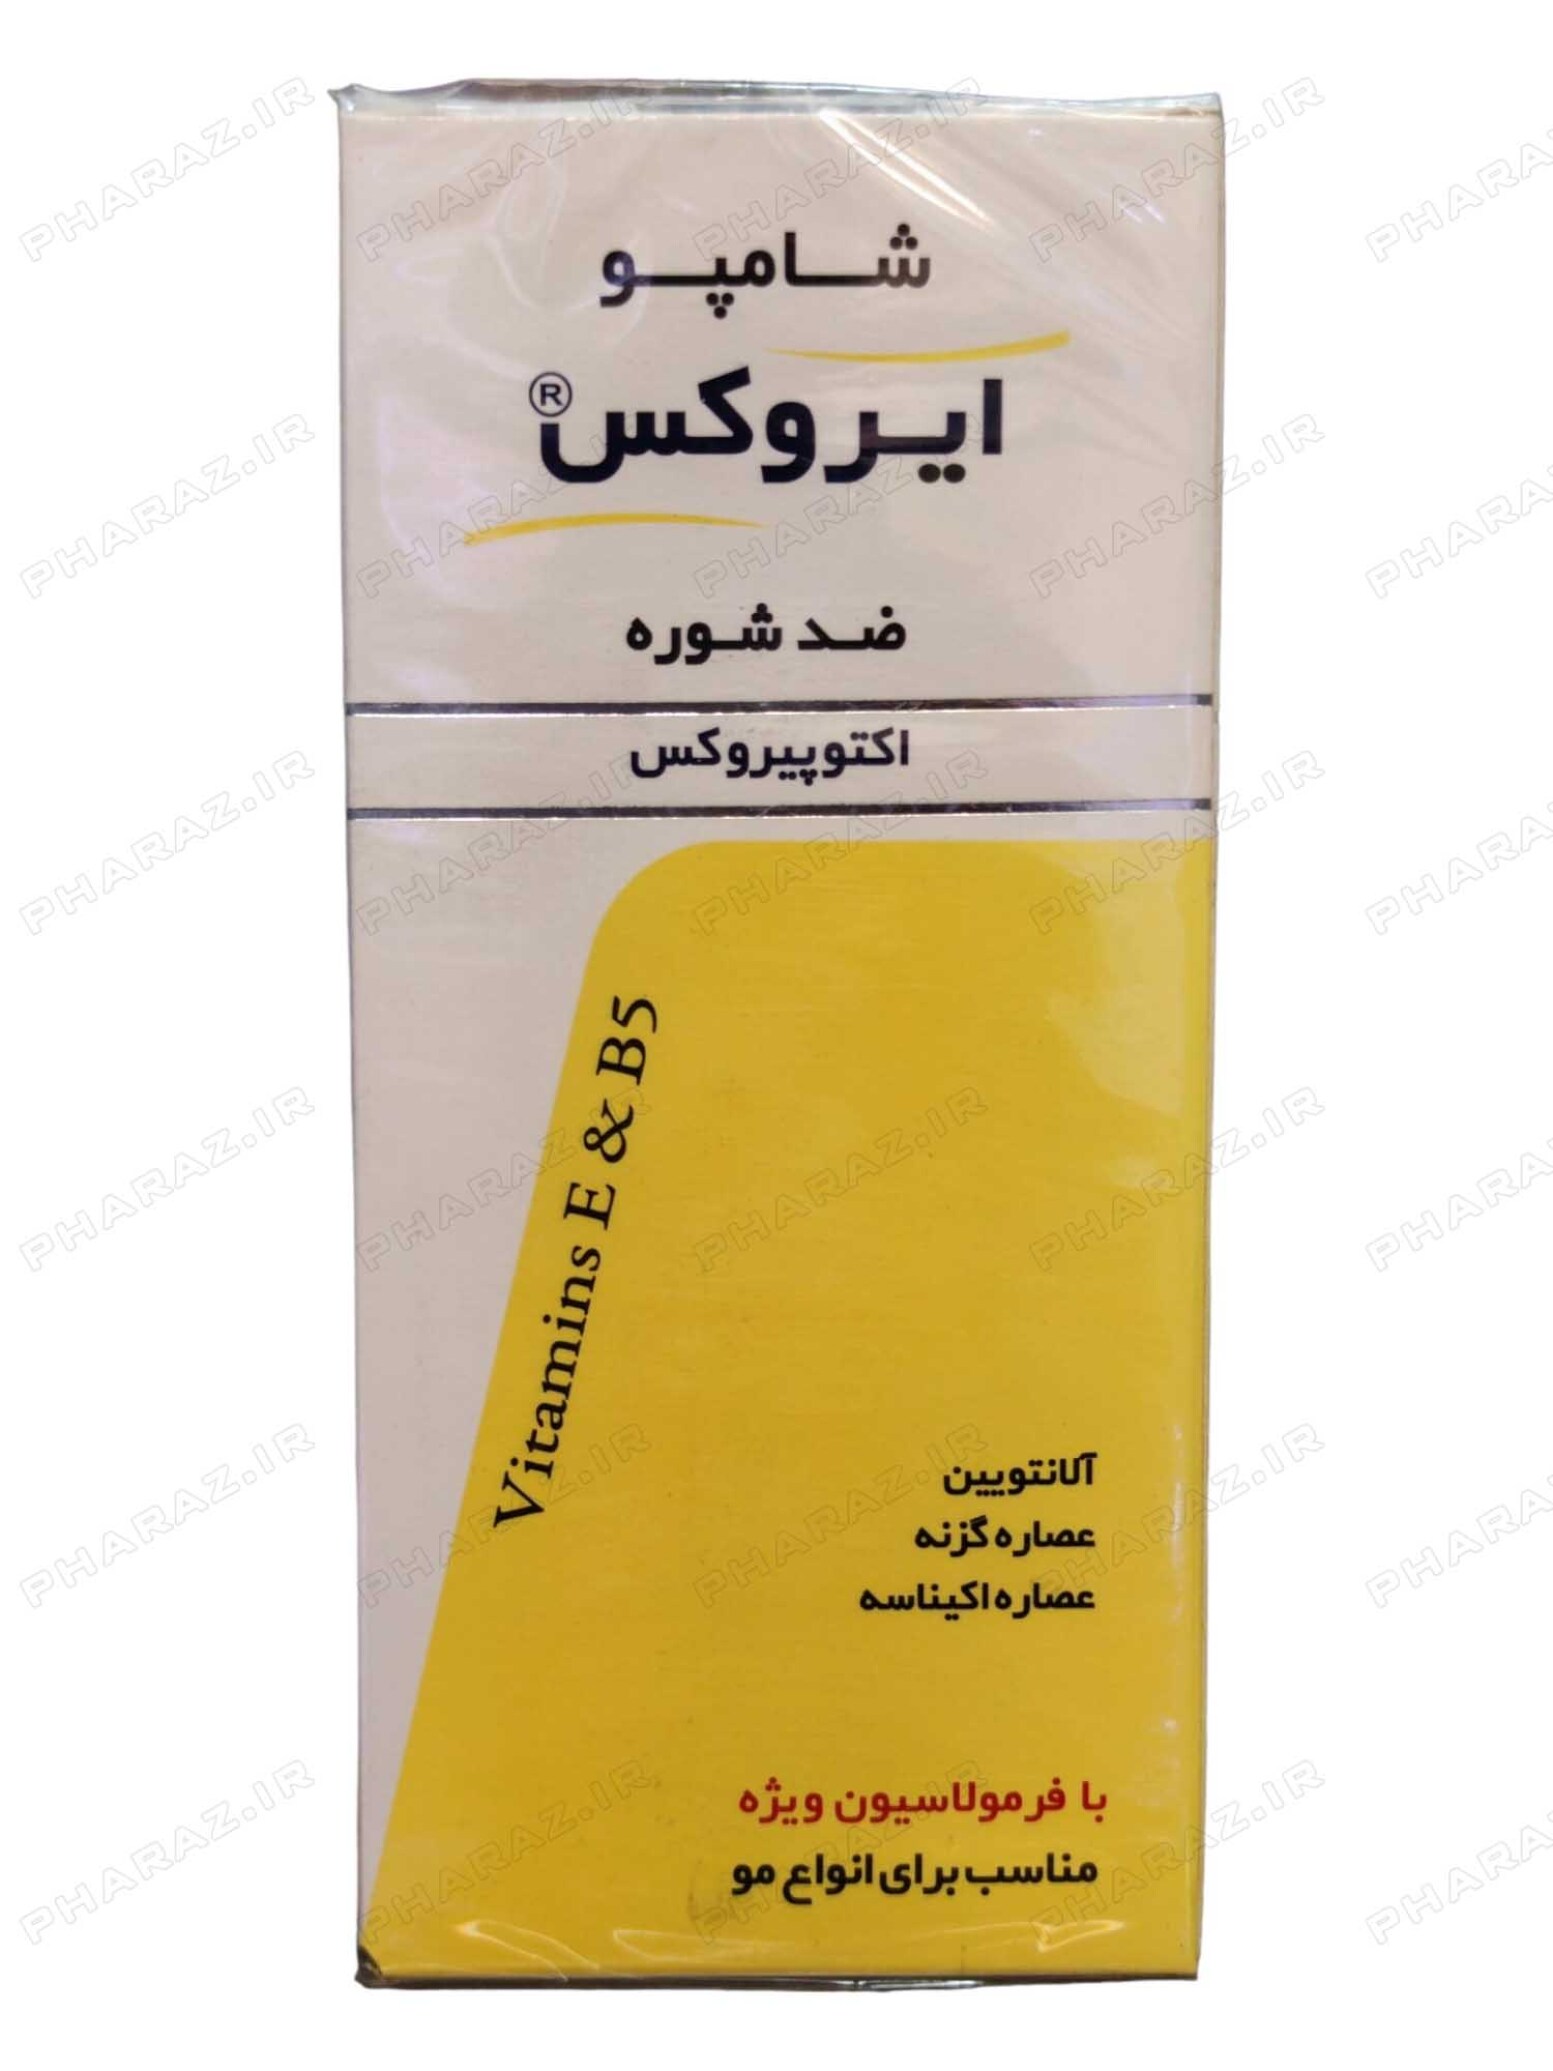 شامپو
ایروکس®
ضد شوره
اکتوپیروکس
Vitamins E & B5
آلانتویین
عصاره گزنه
عصاره اکیناسه
با فرمولاسیون ویژه
مناسب برای انواع مو
PHARAZ.IR